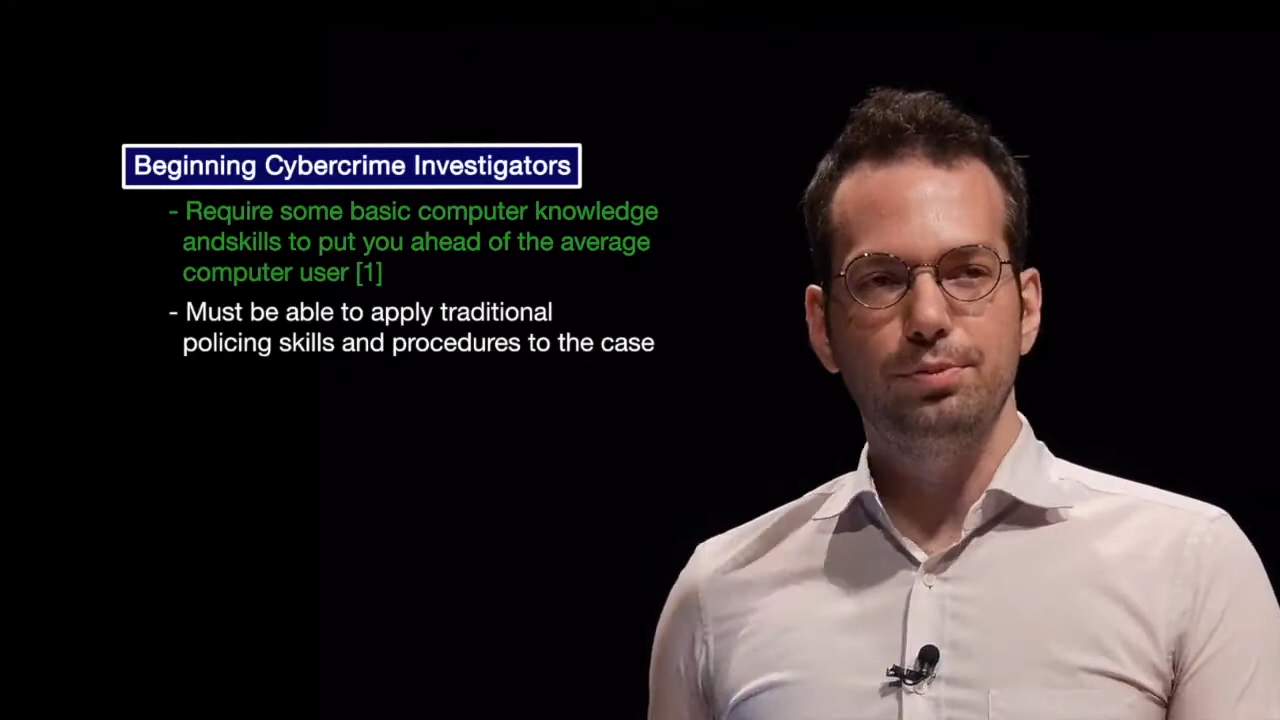 Beginning Cybercrime Investigators
- Require some basic computer knowledge
andskills to put you ahead of the average
computer user [1]
- Must be able to apply traditional
policing skills and procedures to the case